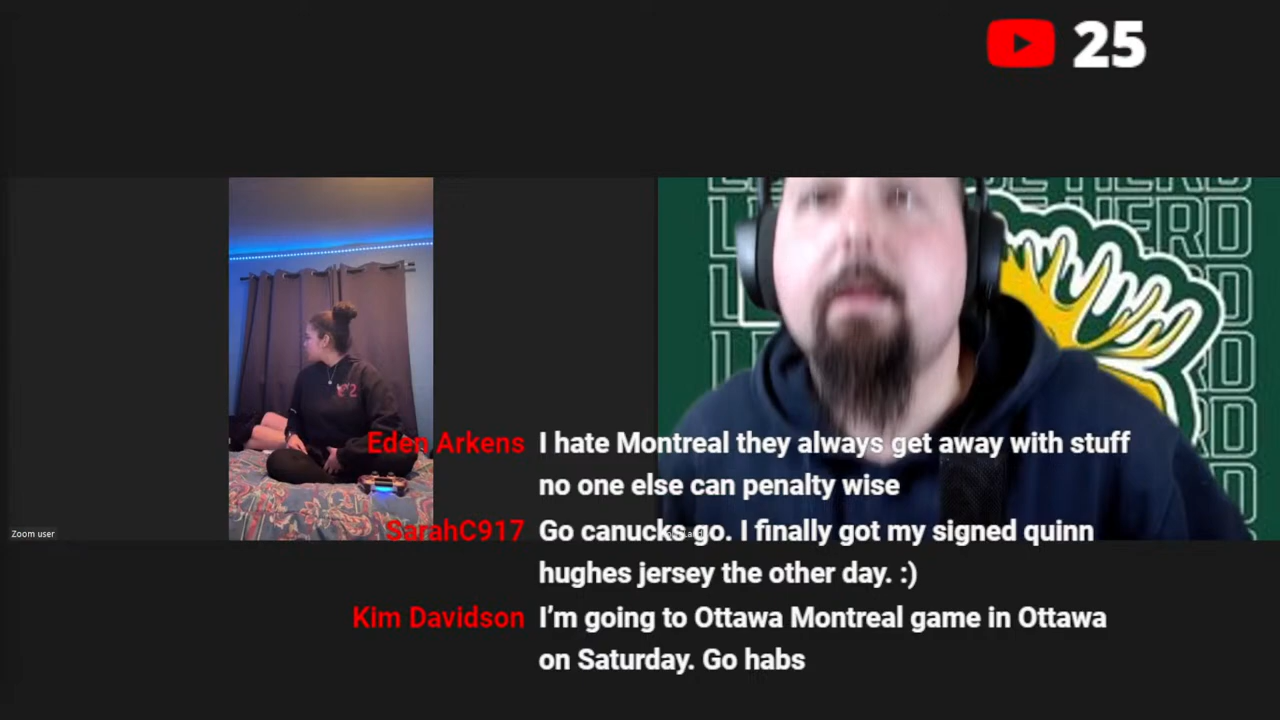 25
HERD
HERD
Eden Arkens I hate Montreal they always get away with stuff
no one else can penalty wise
Zoom user
SarahC917 Go canucks go. I finally got my signed quinn
hughes jersey the other day. :)
Kim Davidson I'm going to Ottawa Montreal game in Ottawa
on Saturday. Go habs